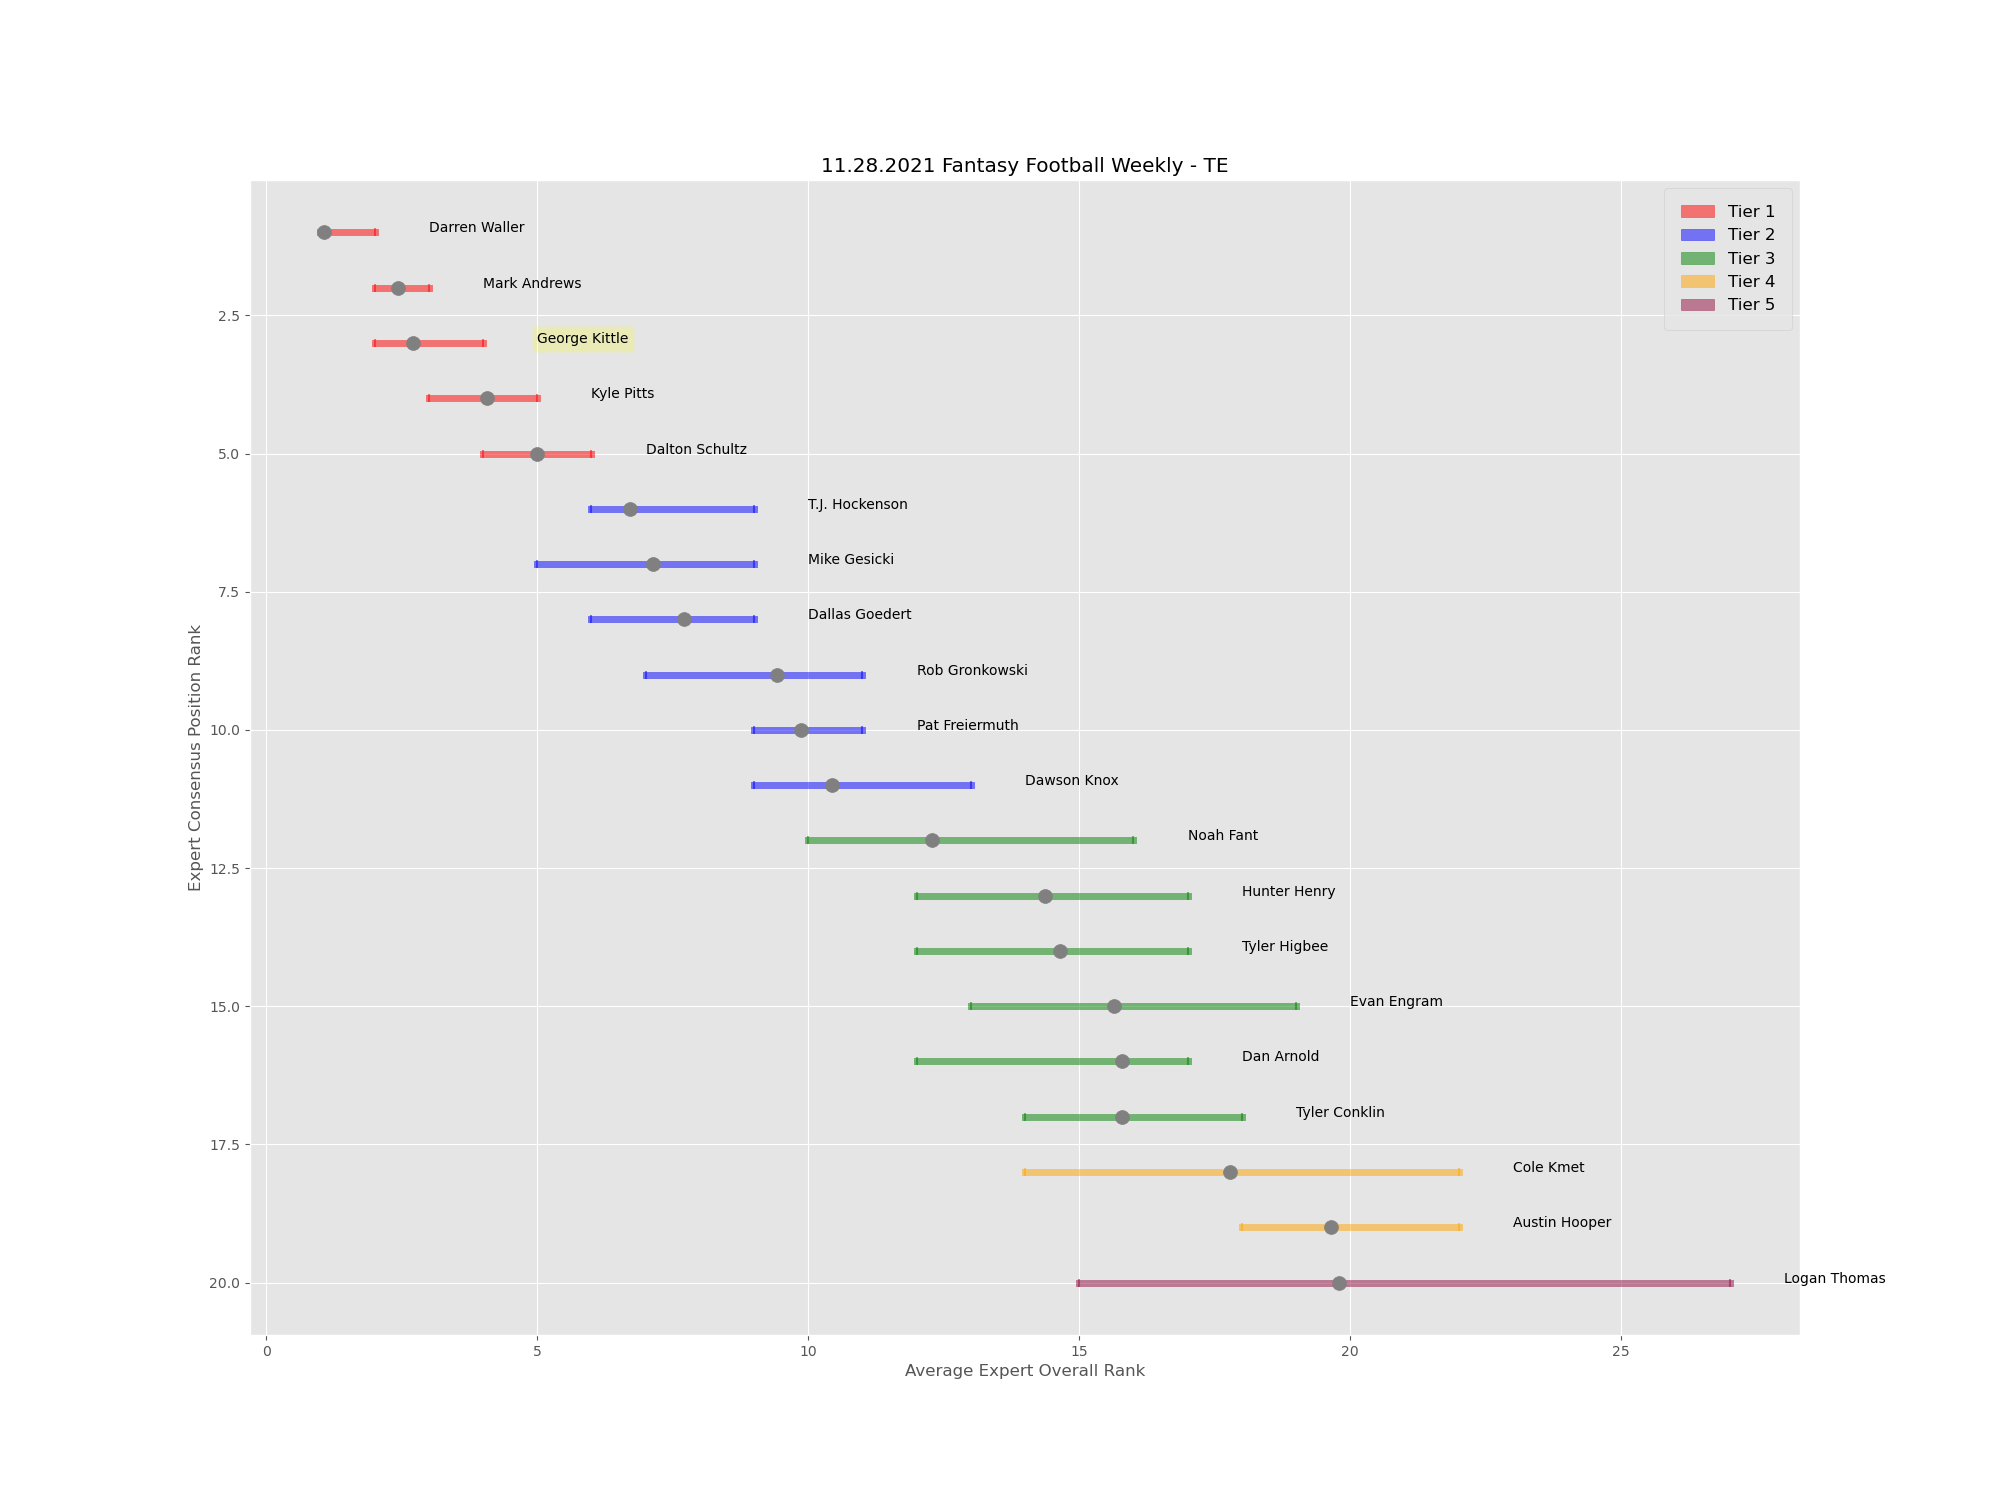 11.28.2021 Fantasy Football Weekly - TE
Tier 1
Tier 2
Tier 3
Tier 4
Tier 5
Darren Waller
Mark Andrews
George Kittle
Kyle Pitts
Dalton Schultz
T.J. Hockenson
Mike Gesicki
Dallas Goedert
Rob Gronkowski
Pat Freiermuth
Dawson Knox
Noah Fant
Hunter Henry
Tyler Higbee
Evan Engram
Dan Arnold
Tyler Conklin
Cole Kmet
Austin Hooper
Logan Thomas
Expert Consensus Position Rank
2.5
5.0
7.5
10.0
12.5
15.0
17.5
20.0
0 5 10 15 20 25
Average Expert Overall Rank